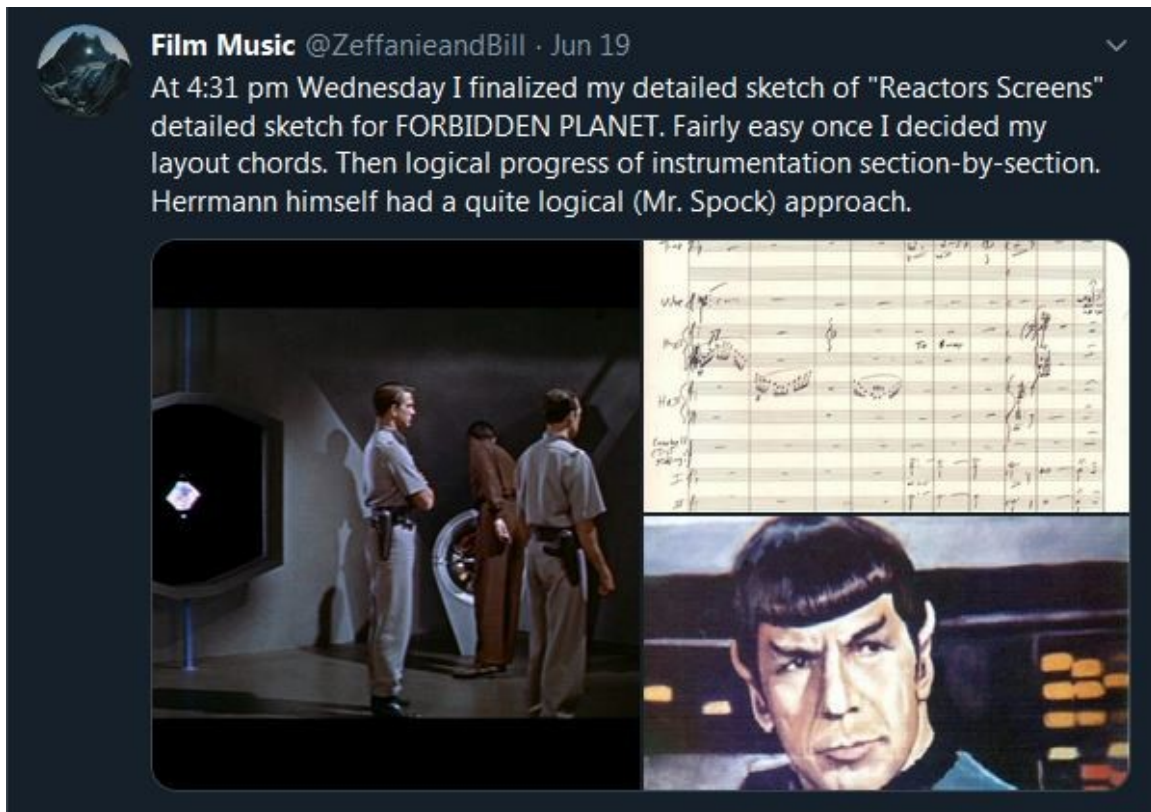 Film Music @ZeffanieandBill · Jun 19
At 4:31 pm Wednesday I finalized my detailed sketch of "Reactors Screens"
detailed sketch for FORBIDDEN PLANET. Fairly easy once I decided my
layout chords. Then logical progress of instrumentation section-by-section.
Herrmann himself had a quite logical (Mr. Spock) approach.
Vibe
I
II